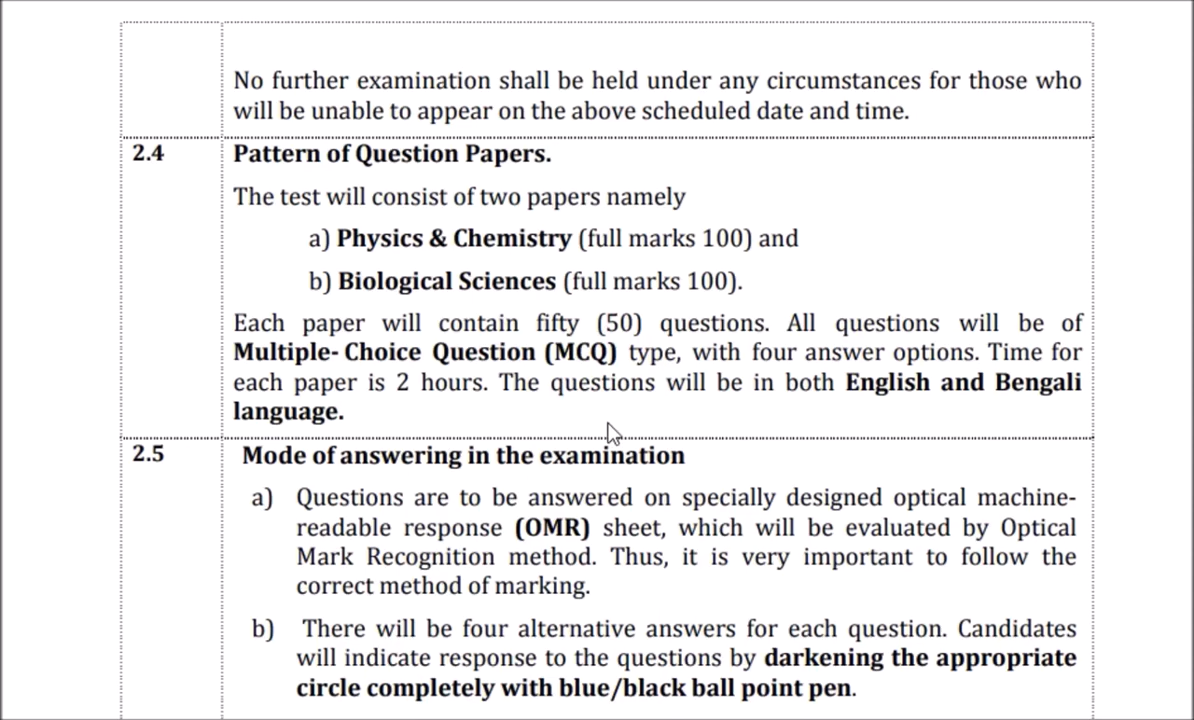 No further examination shall be held under any circumstances for those who
will be unable to appear on the above scheduled date and time.
2.4 Pattern of Question Papers.
The test will consist of two papers namely
a) Physics & Chemistry (full marks 100) and
b) Biological Sciences (full marks 100).
Each paper will contain fifty (50) questions. All questions will be of
Multiple- Choice Question (MCQ) type, with four answer options. Time for
each paper is 2 hours. The questions will be in both English and Bengali
language.
2.5 Mode of answering in the examination
a) Questions are to be answered on specially designed optical machine-
readable response (OMR) sheet, which will be evaluated by Optical
Mark Recognition method. Thus, it is very important to follow the
correct method of marking.
b) There will be four alternative answers for each question. Candidates
will indicate response to the questions by darkening the appropriate
circle completely with blue/black ball point pen.